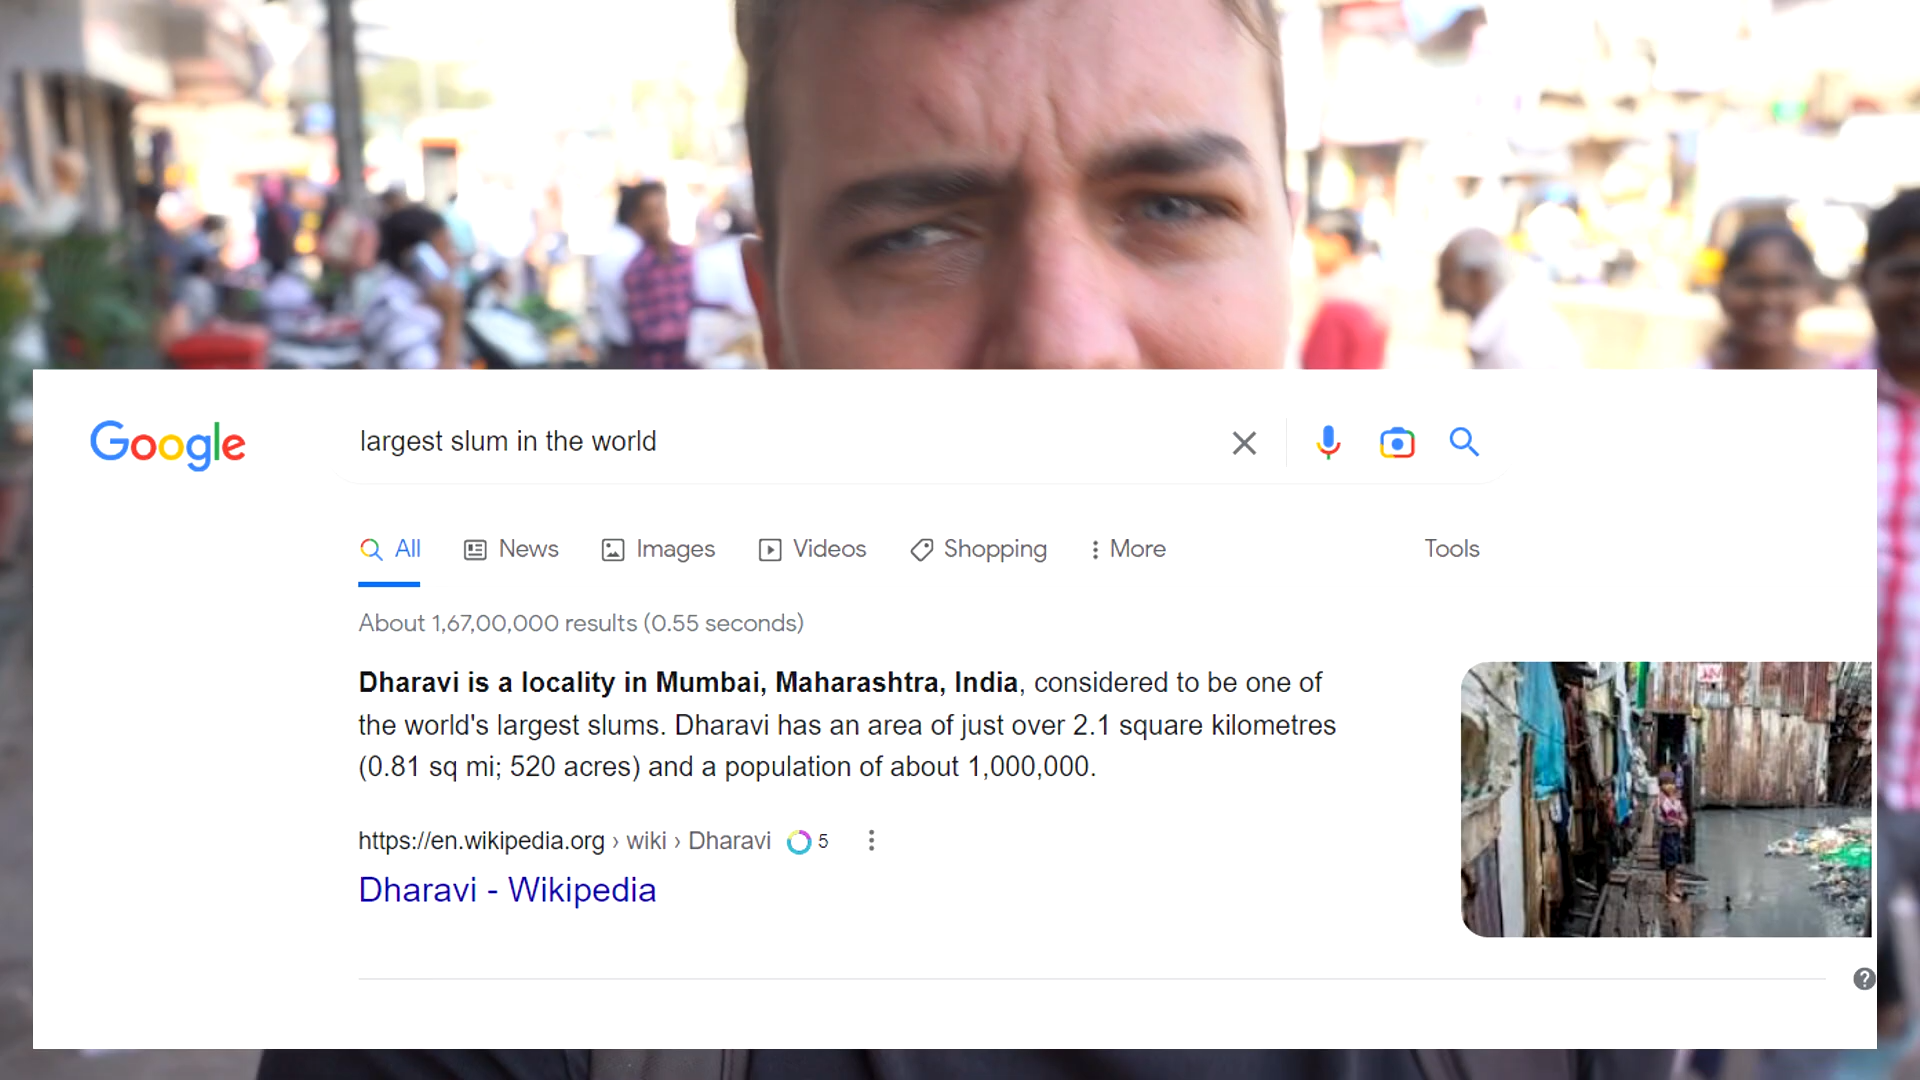 Google
largest slum in the world
All News Images Videos Shopping More Tools
About 1,67,00,000 results (0.55 seconds)
Dharavi is a locality in Mumbai, Maharashtra, India, considered to be one of
the world's largest slums. Dharavi has an area of just over 2.1 square kilometres
(0.81 sq mi; 520 acres) and a population of about 1,000,000.
https://en.wikipedia.org › wiki › Dharavi 5
Dharavi - Wikipedia
?